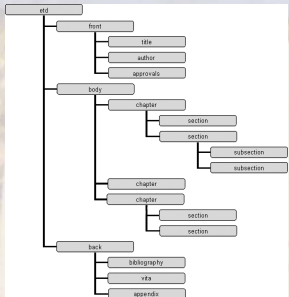 etd
front
title
author
approvals
body
chapter
section
section
subsection
subsection
chapter
chapter
section
section
back
bibliography
vita
appendix